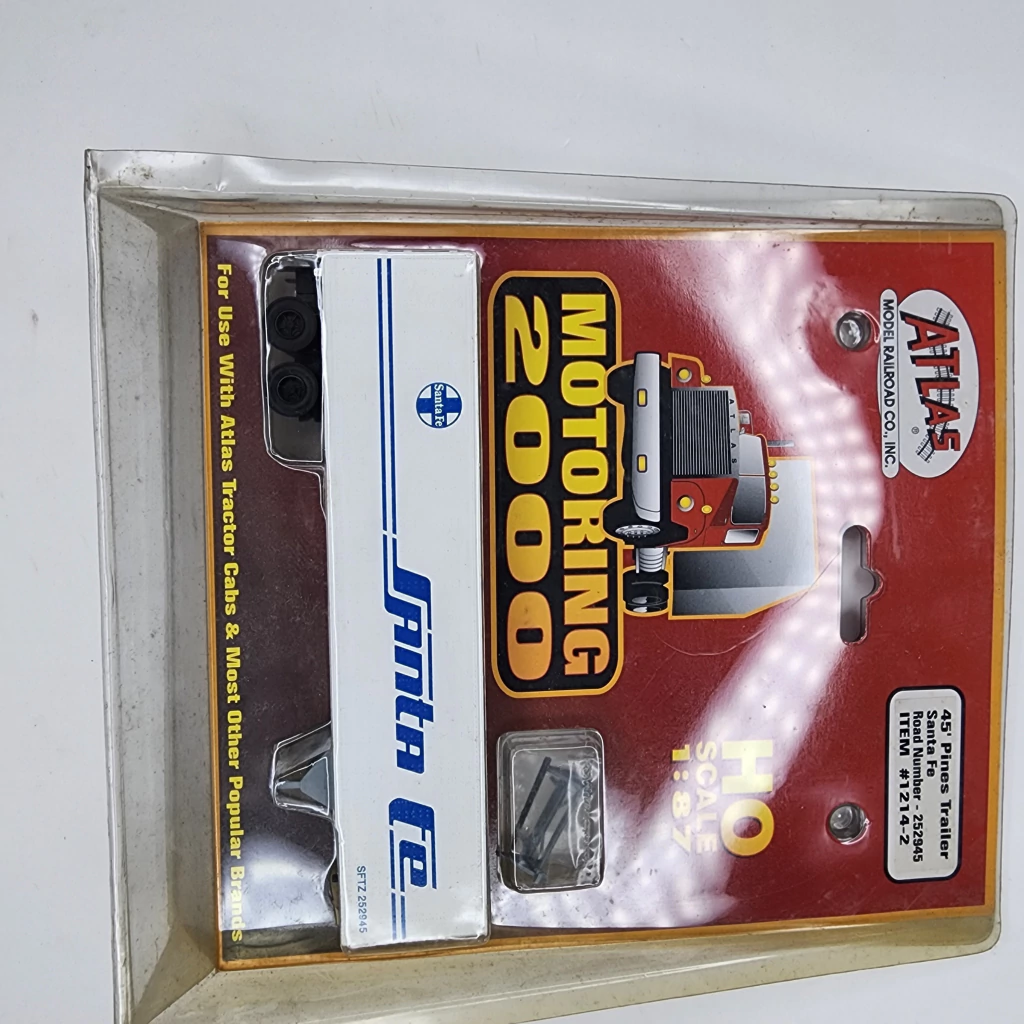 ATLAS®
MODEL RAILROAD CO., INC.
45' Pines Trailer
Santa Fe
Road Number - 252945
ITEM #1214-2
ATLAS
HO
SCALE
1:87
MOTORING
2000
Santa Fe
Santa Fe
SFTZ 252945
For Use With Atlas Tractor Cabs & Most Other Popular Brands